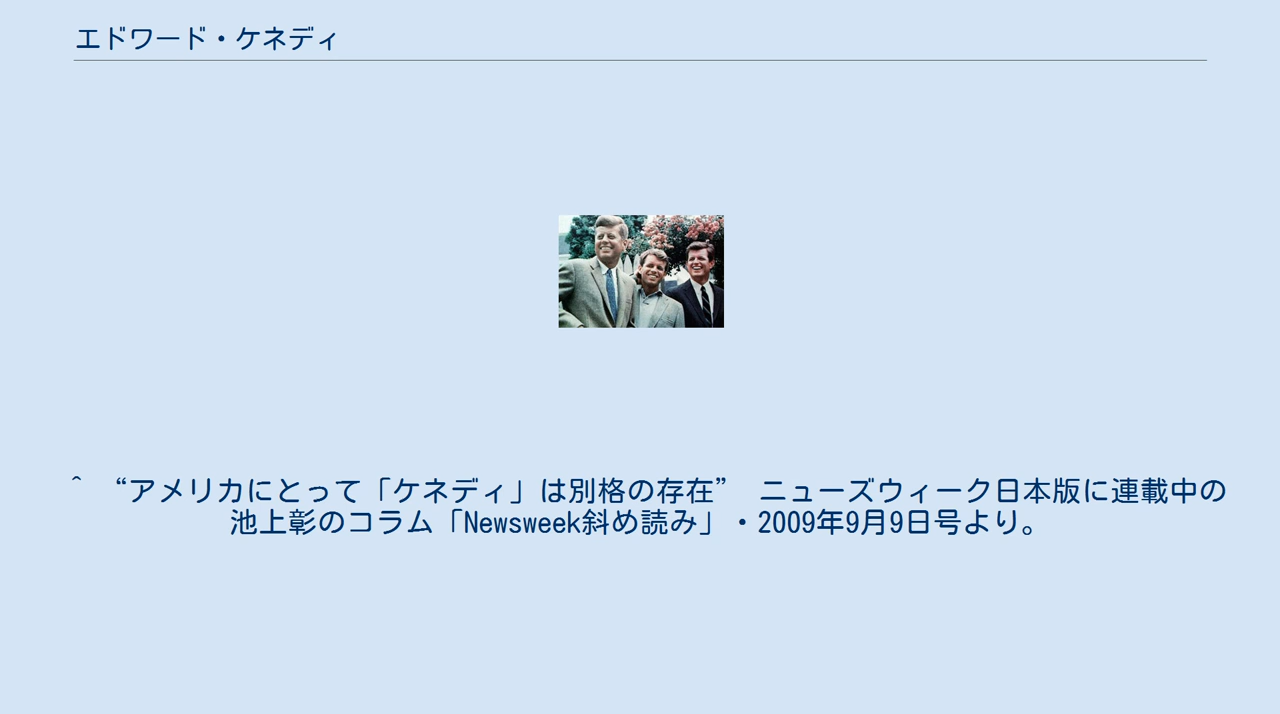 エドワード・ケネディ
^ “アメリカにとって「ケネディ」は別格の存在” ニューズウィーク日本版に連載中の
池上彰のコラム「Newsweek斜め読み」・2009年9月9日号より。